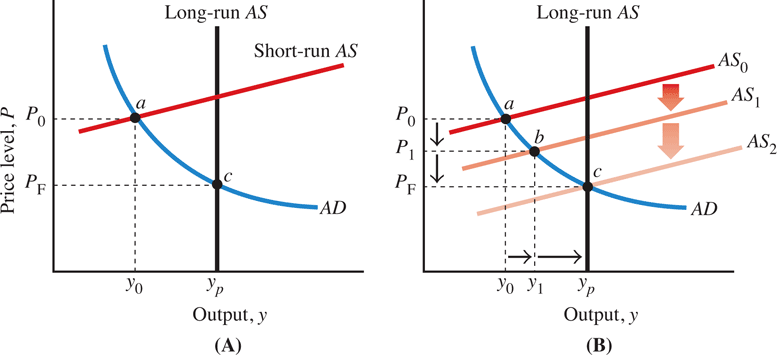 Long-run AS
Short-run AS
Price level, P
P0
PF
a
c
AD
y0
yp
Output, y
(A)
Long-run AS
AS0
AS1
AS2
P0
P1
PF
a
b
c
AD
y0
y1
yp
Output, y
(B)